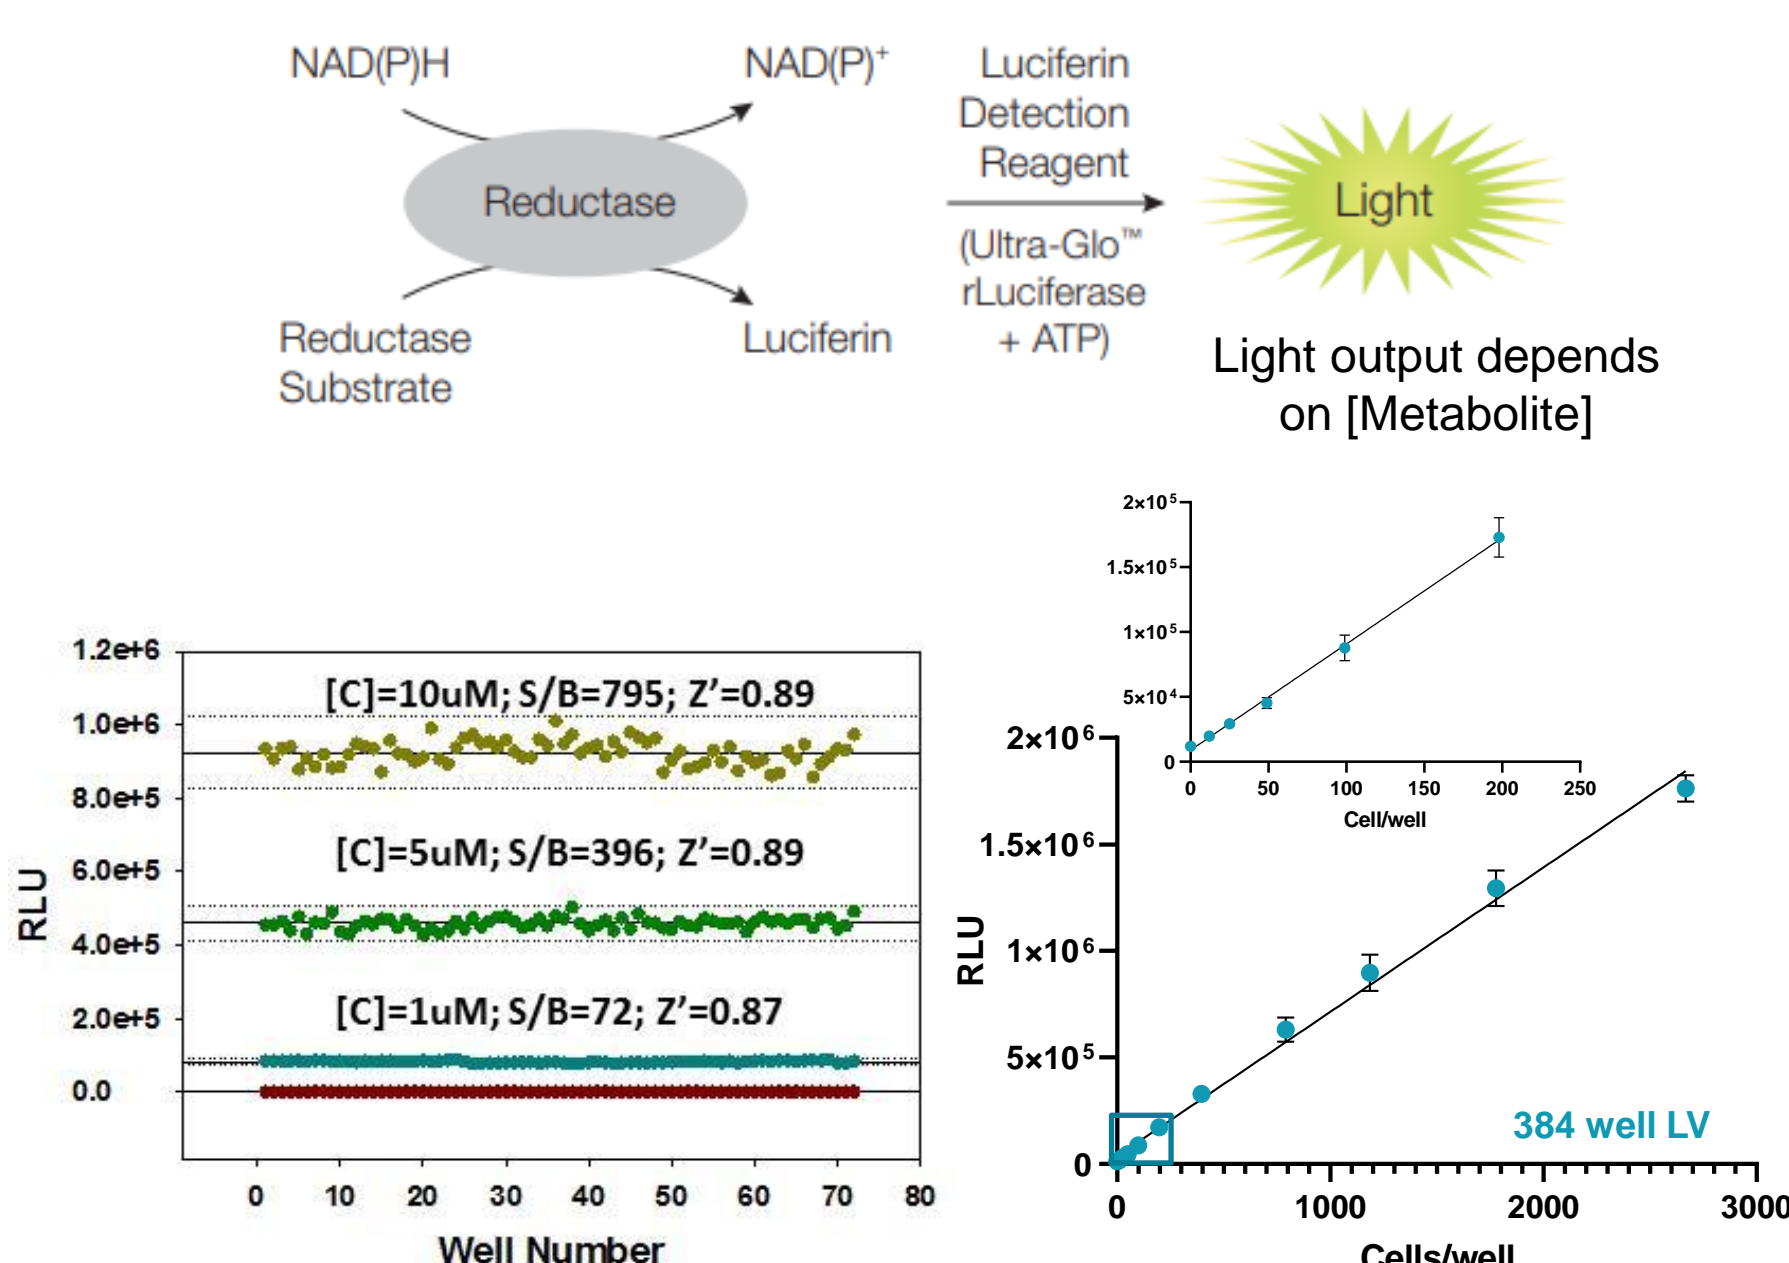 NAD(P)H
NAD(P)⁺
Reductase
Reductase
Substrate
Luciferin
Luciferin
Detection
Reagent
(Ultra-Glo™
rLuciferase
+ ATP)
Light
Light output depends
on [Metabolite]
1.2e+6
1.0e+6
8.0e+5
6.0e+5
4.0e+5
2.0e+5
0.0
RLU
[C]=10uM; S/B=795; Z’=0.89
[C]=5uM; S/B=396; Z’=0.89
[C]=1uM; S/B=72; Z’=0.87
0 10 20 30 40 50 60 70 80
Well Number
2×10⁵
1.5×10⁵
1×10⁵
5×10⁴
0
0 50 100 150 200 250
Cell/well
2×10⁶
1.5×10⁶
1×10⁶
5×10⁵
0
RLU
384 well LV
0 1000 2000 3000
Cells/well